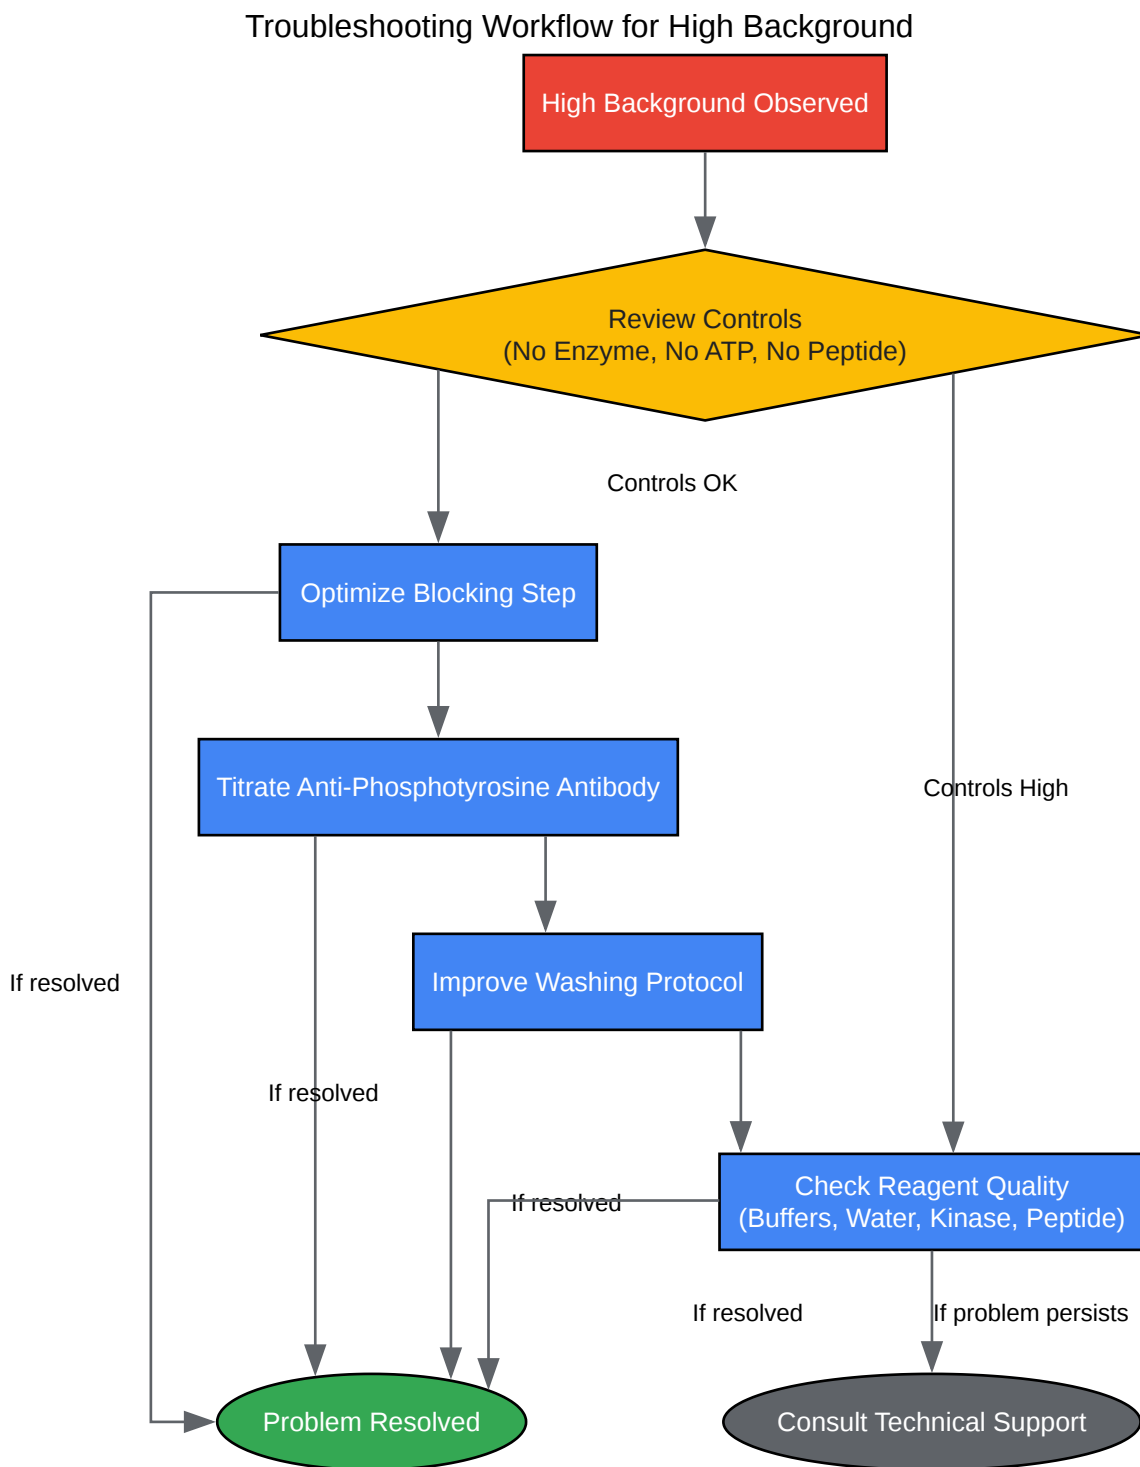 Troubleshooting Workflow for High Background
High Background Observed
Review Controls
(No Enzyme, No ATP, No Peptide)
Controls OK
Optimize Blocking Step
Titrate Anti-Phosphotyrosine Antibody
Controls High
Improve Washing Protocol
If resolved
If resolved
Check Reagent Quality
(Buffers, Water, Kinase, Peptide)
If resolved
If resolved
If problem persists
Problem Resolved
Consult Technical Support